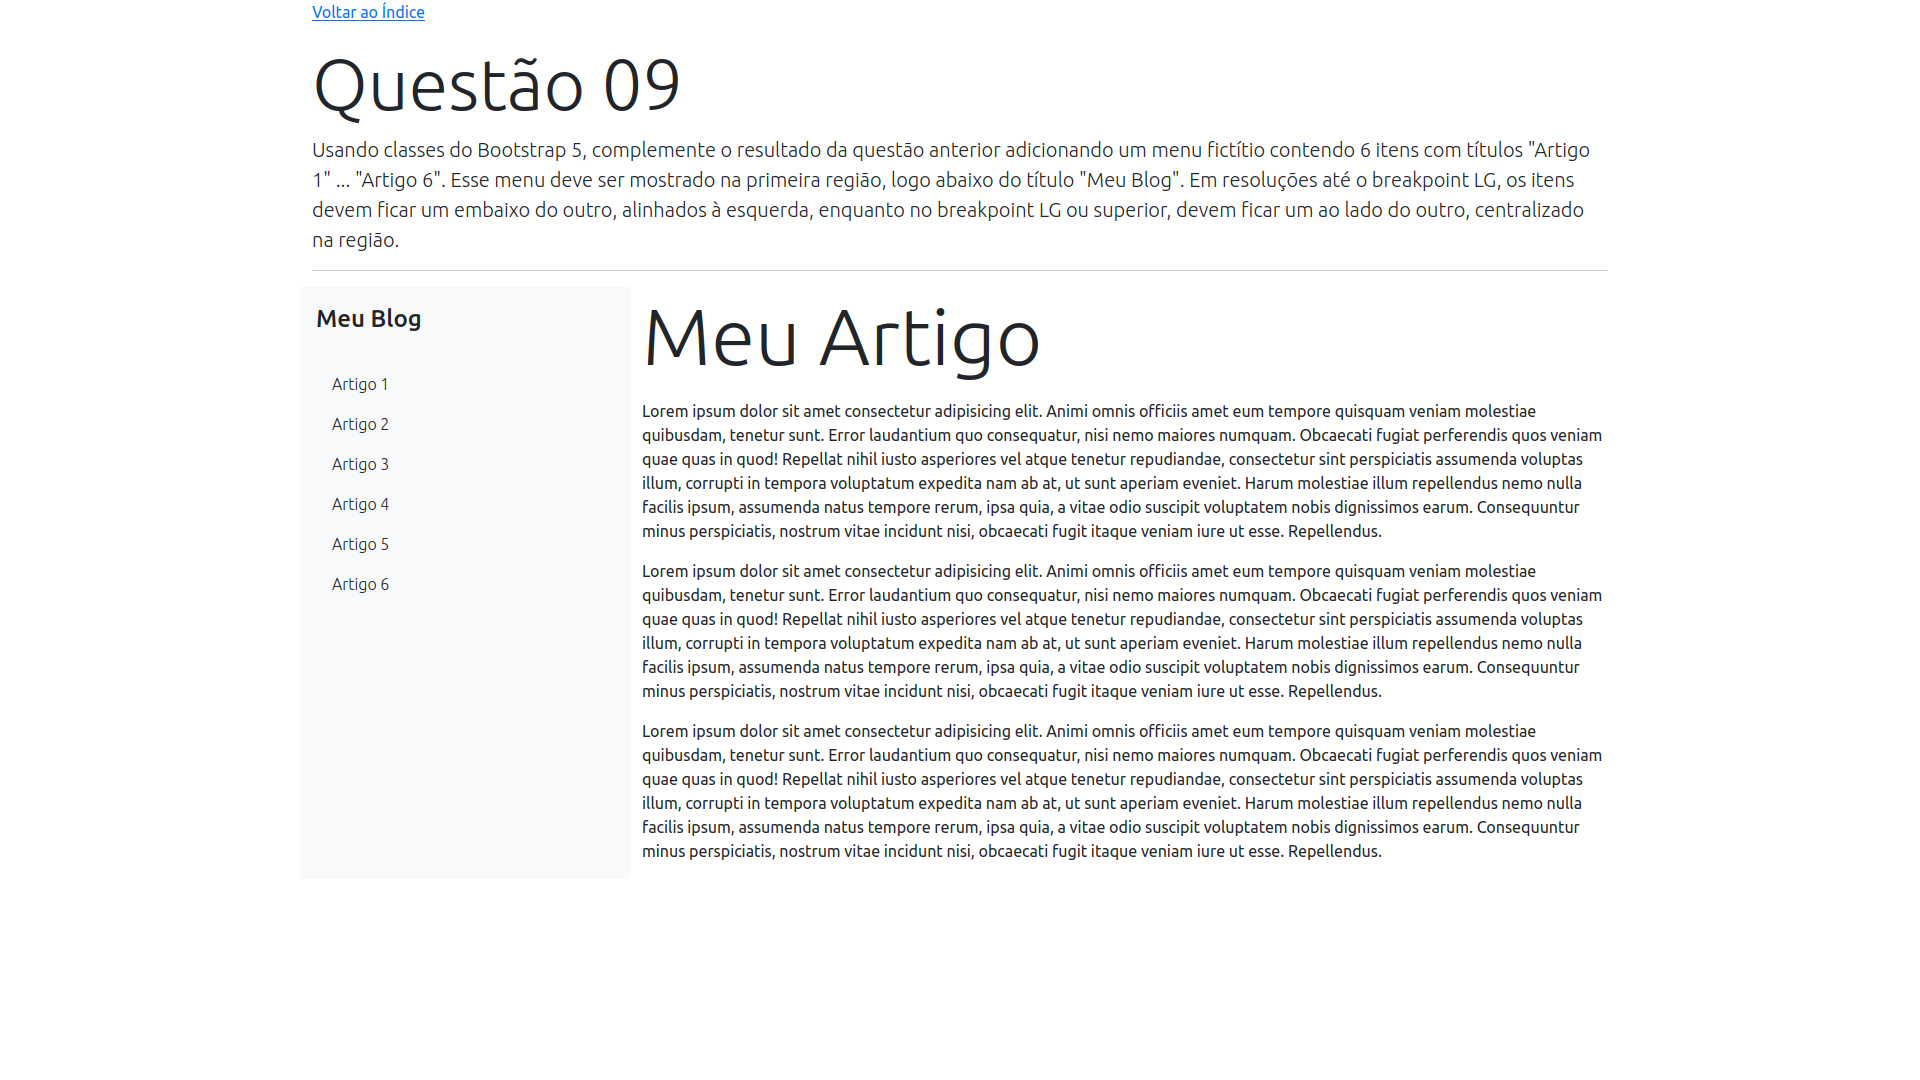 Voltar ao Índice
Questão 09
Usando classes do Bootstrap 5, complemente o resultado da questão anterior adicionando um menu fictítio contendo 6 itens com títulos "Artigo
1" ... "Artigo 6". Esse menu deve ser mostrado na primeira região, logo abaixo do título "Meu Blog". Em resoluções até o breakpoint LG, os itens
devem ficar um embaixo do outro, alinhados à esquerda, enquanto no breakpoint LG ou superior, devem ficar um ao lado do outro, centralizado
na região.
Meu Blog
Artigo 1
Artigo 2
Artigo 3
Artigo 4
Artigo 5
Artigo 6
Meu Artigo
Lorem ipsum dolor sit amet consectetur adipisicing elit. Animi omnis officiis amet eum tempore quisquam veniam molestiae
quibusdam, tenetur sunt. Error laudantium quo consequatur, nisi nemo maiores numquam. Obcaecati fugiat perferendis quos veniam
quae quas in quod! Repellat nihil iusto asperiores vel atque tenetur repudiandae, consectetur sint perspiciatis assumenda voluptas
illum, corrupti in tempora voluptatum expedita nam ab at, ut sunt aperiam eveniet. Harum molestiae illum repellendus nemo nulla
facilis ipsum, assumenda natus tempore rerum, ipsa quia, a vitae odio suscipit voluptatem nobis dignissimos earum. Consequuntur
minus perspiciatis, nostrum vitae incidunt nisi, obcaecati fugit itaque veniam iure ut esse. Repellendus.
Lorem ipsum dolor sit amet consectetur adipisicing elit. Animi omnis officiis amet eum tempore quisquam veniam molestiae
quibusdam, tenetur sunt. Error laudantium quo consequatur, nisi nemo maiores numquam. Obcaecati fugiat perferendis quos veniam
quae quas in quod! Repellat nihil iusto asperiores vel atque tenetur repudiandae, consectetur sint perspiciatis assumenda voluptas
illum, corrupti in tempora voluptatum expedita nam ab at, ut sunt aperiam eveniet. Harum molestiae illum repellendus nemo nulla
facilis ipsum, assumenda natus tempore rerum, ipsa quia, a vitae odio suscipit voluptatem nobis dignissimos earum. Consequuntur
minus perspiciatis, nostrum vitae incidunt nisi, obcaecati fugit itaque veniam iure ut esse. Repellendus.
Lorem ipsum dolor sit amet consectetur adipisicing elit. Animi omnis officiis amet eum tempore quisquam veniam molestiae
quibusdam, tenetur sunt. Error laudantium quo consequatur, nisi nemo maiores numquam. Obcaecati fugiat perferendis quos veniam
quae quas in quod! Repellat nihil iusto asperiores vel atque tenetur repudiandae, consectetur sint perspiciatis assumenda voluptas
illum, corrupti in tempora voluptatum expedita nam ab at, ut sunt aperiam eveniet. Harum molestiae illum repellendus nemo nulla
facilis ipsum, assumenda natus tempore rerum, ipsa quia, a vitae odio suscipit voluptatem nobis dignissimos earum. Consequuntur
minus perspiciatis, nostrum vitae incidunt nisi, obcaecati fugit itaque veniam iure ut esse. Repellendus.